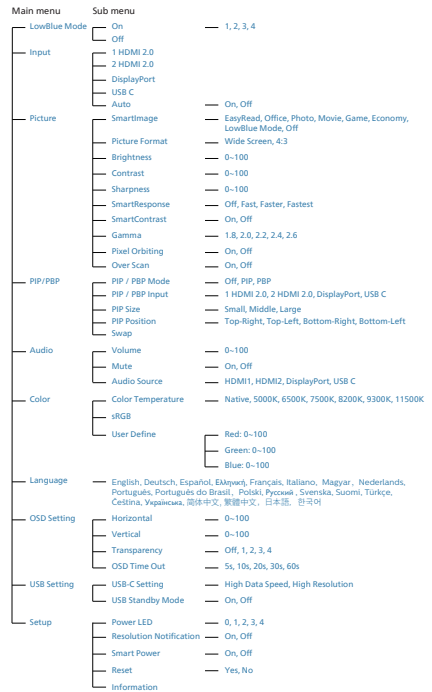 Main menu Sub menu
LowBlue Mode On 1, 2, 3, 4
Off
Input 1 HDMI 2.0
2 HDMI 2.0
DisplayPort
USB C
Auto On, Off
Picture SmartImage EasyRead, Office, Photo, Movie, Game, Economy,
LowBlue Mode, Off
Picture Format Wide Screen, 4:3
Brightness 0~100
Contrast 0~100
Sharpness 0~100
SmartResponse Off, Fast, Faster, Fastest
SmartContrast On, Off
Gamma 1.8, 2.0, 2.2, 2.4, 2.6
Pixel Orbiting On, Off
Over Scan On, Off
PIP/PBP PIP / PBP Mode Off, PIP, PBP
PIP / PBP Input 1 HDMI 2.0, 2 HDMI 2.0, DisplayPort, USB C
PIP Size Small, Middle, Large
PIP Position Top-Right, Top-Left, Bottom-Right, Bottom-Left
Swap
Audio Volume 0~100
Mute On, Off
Audio Source HDMI1, HDMI2, DisplayPort, USB C
Color Color Temperature Native, 5000K, 6500K, 7500K, 8200K, 9300K, 11500K
sRGB
User Define Red: 0~100
Green: 0~100
Blue: 0~100
Language English, Deutsch, Español, Ελληνική, Français, Italiano, Magyar, Nederlands,
Português, Português do Brasil, Polski, Русский, Svenska, Suomi, Türkçe,
Čeština, Українська, 简体中文, 繁體中文, 日本語, 한국어
OSD Setting Horizontal 0~100
Vertical 0~100
Transparency Off, 1, 2, 3, 4
OSD Time Out 5s, 10s, 20s, 30s, 60s
USB Setting USB-C Setting High Data Speed, High Resolution
USB Standby Mode On, Off
Setup Power LED 0, 1, 2, 3, 4
Resolution Notification On, Off
Smart Power On, Off
Reset Yes, No
Information